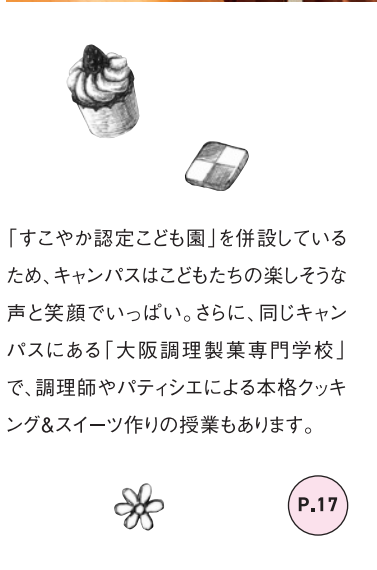 「すこやか認定こども園」を併設している
ため、キャンパスはこどもたちの楽しそうな
声と笑顔でいっぱい。さらに、同じキャン
パスにある「大阪調理製菓専門学校」
で、調理師やパティシエによる本格クッキ
ング&スイーツ作りの授業もあります。
P.17